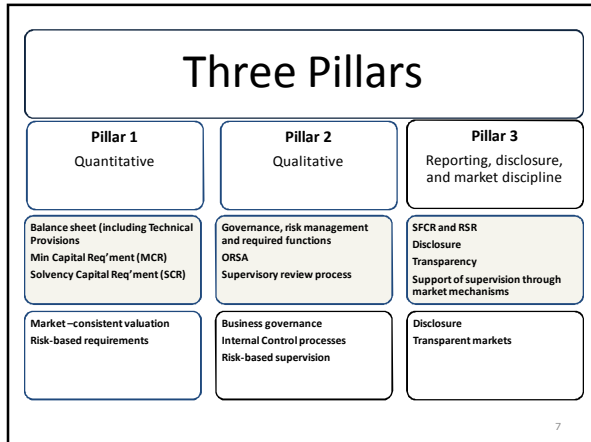 Three Pillars
Pillar 1
Quantitative
Pillar 2
Qualitative
Pillar 3
Reporting, disclosure,
and market discipline
Balance sheet (including Technical
Provisions
Min Capital Req’ment (MCR)
Solvency Capital Req’ment (SCR)
Governance, risk management
and required functions
ORSA
Supervisory review process
SFCR and RSR
Disclosure
Transparency
Support of supervision through
market mechanisms
Market –consistent valuation
Risk-based requirements
Business governance
Internal Control processes
Risk-based supervision
Disclosure
Transparent markets
7